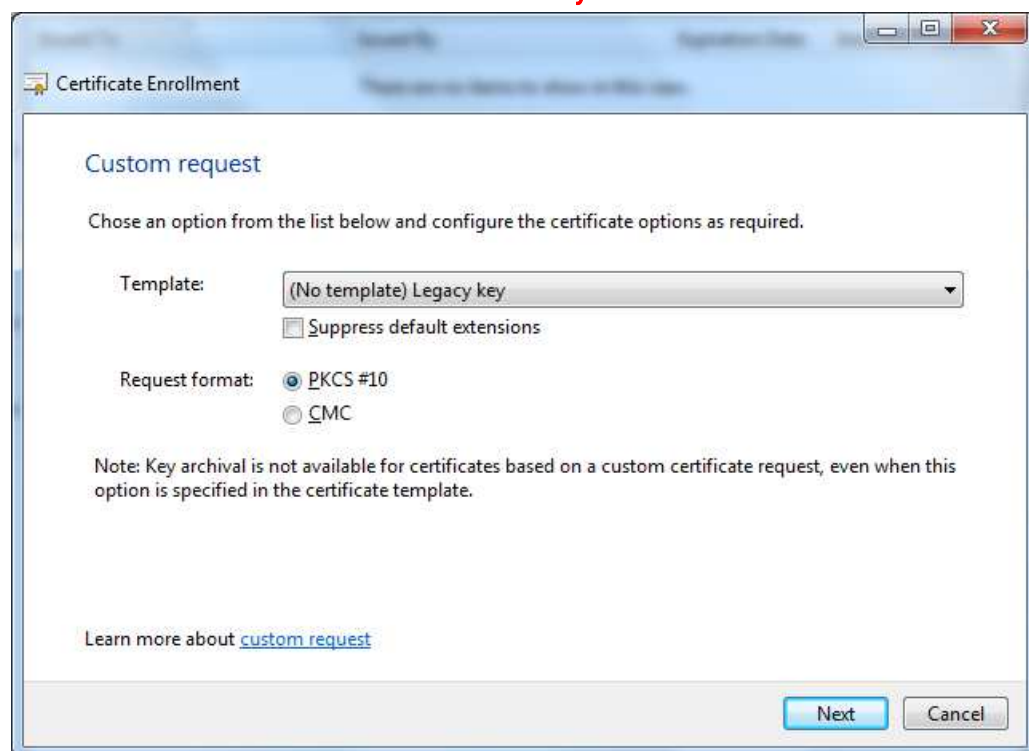 Certificate Enrollment
Custom request
Chose an option from the list below and configure the certificate options as required.
Template:
(No template) Legacy key
Suppress default extensions
Request format:
PKCS #10
CMC
Note: Key archival is not available for certificates based on a custom certificate request, even when this
option is specified in the certificate template.
Learn more about custom request
Next
Cancel